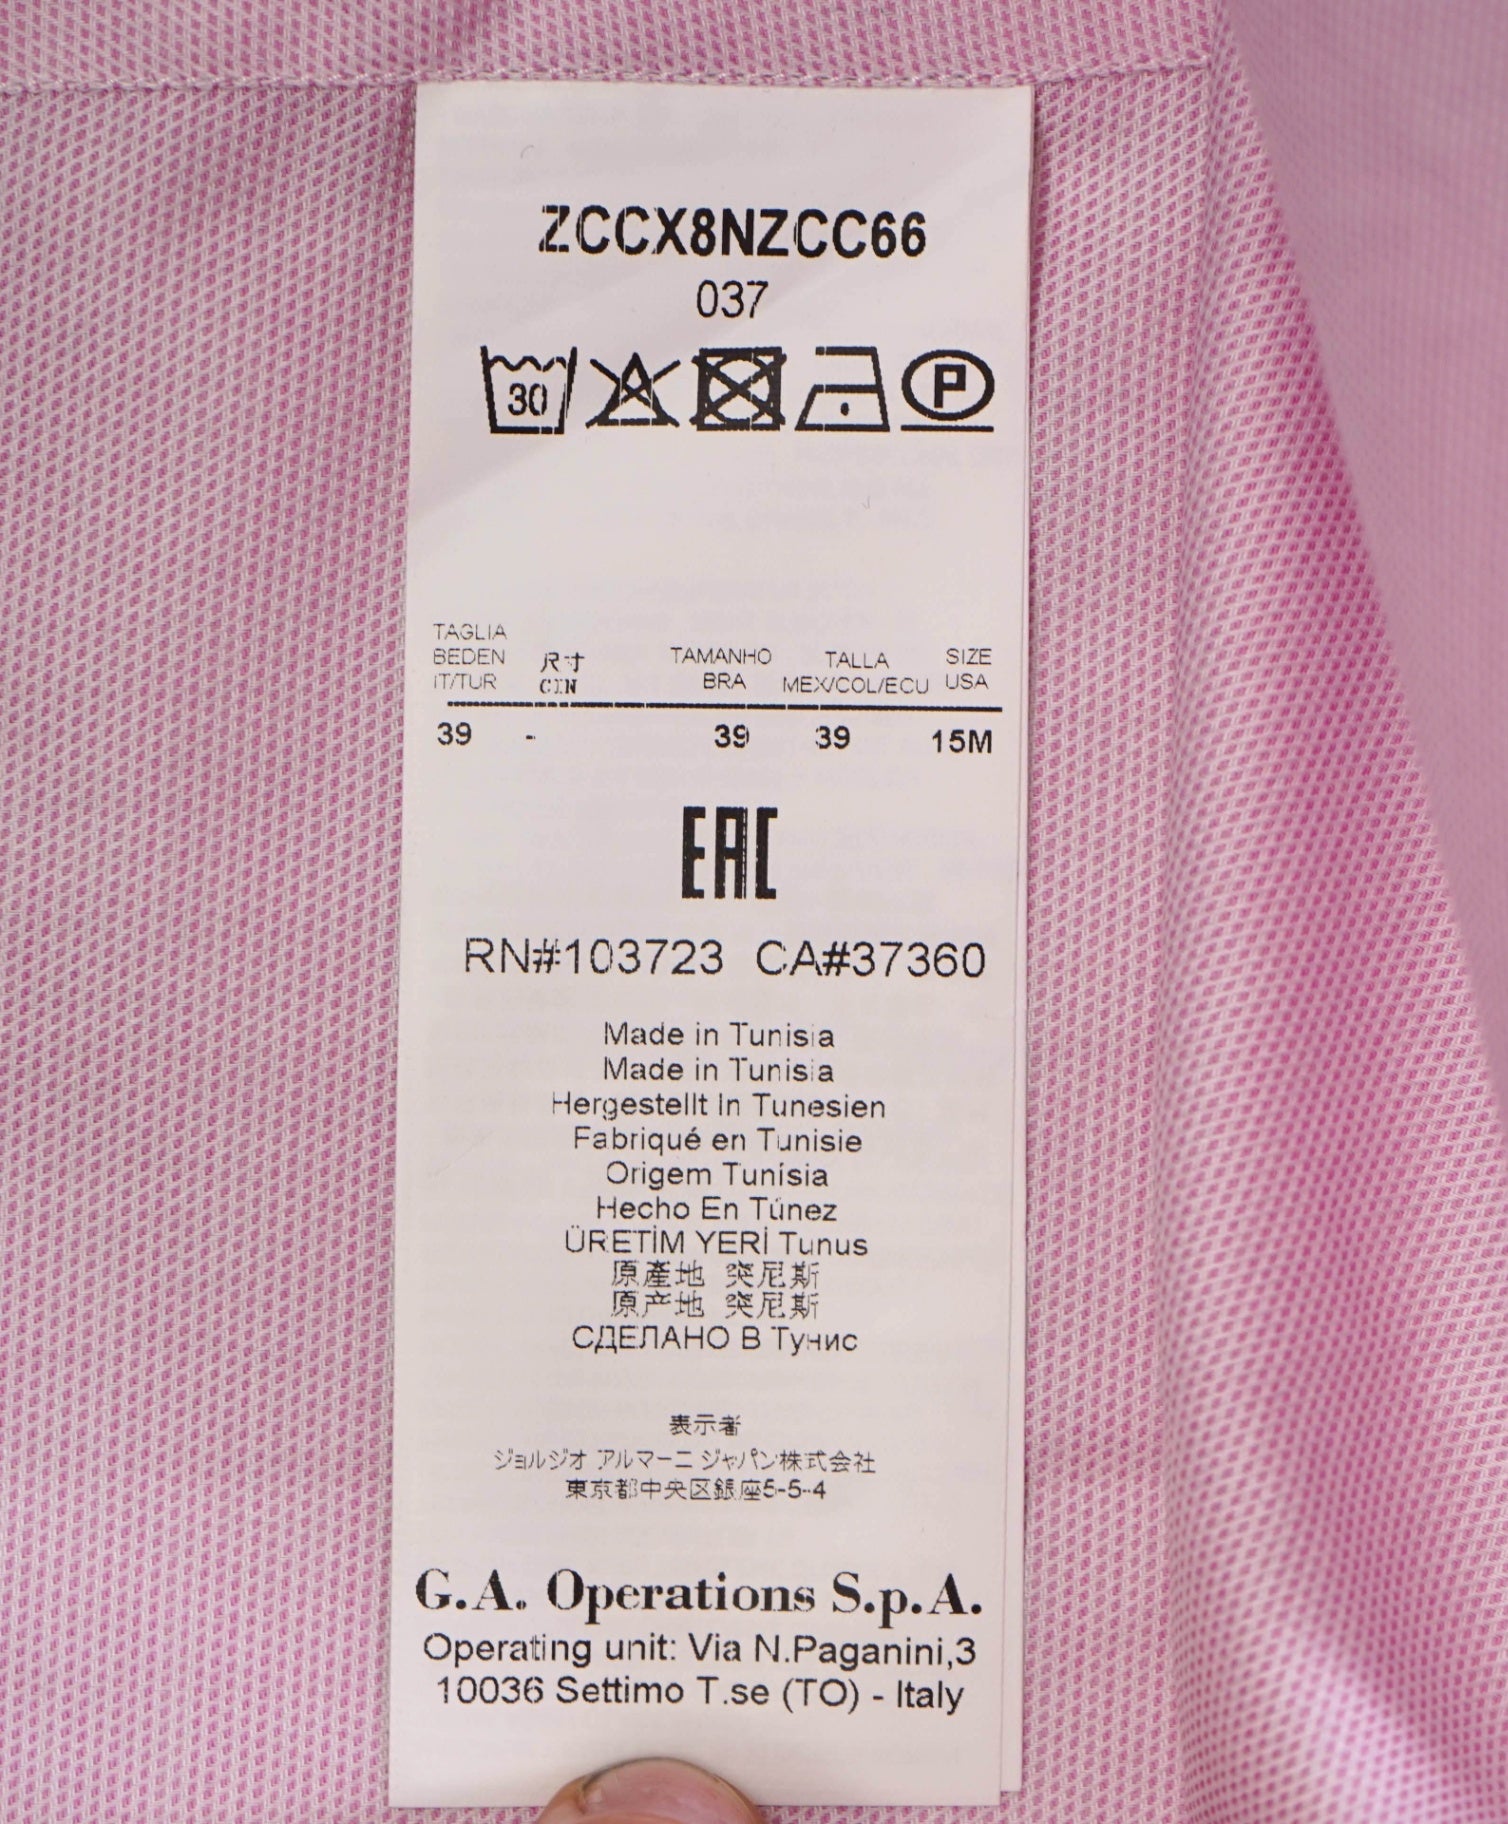 ZCCX8NZCC66
037
30 P
TAGLIA
BEDEN
IT/TUR
尺寸
CIN
TAMANHO
BRA
TALLA
MEX/COL/ECU
SIZE
USA
39 - 39 39 15M
EAC
RN#103723 CA#37360
Made in Tunisia
Made in Tunisia
Hergestellt In Tunesien
Fabriqué en Tunisie
Origem Tunísia
Hecho En Túnez
ÜRETİM YERİ Tunus
原產地 突尼斯
原产地 突尼斯
СДЕЛАНО В Тунис
表示者
ジョルジオ アルマーニ ジャパン株式会社
東京都中央区銀座5-5-4
G.A. Operations S.p.A.
Operating unit: Via N.Paganini,3
10036 Settimo T.se (TO) - Italy